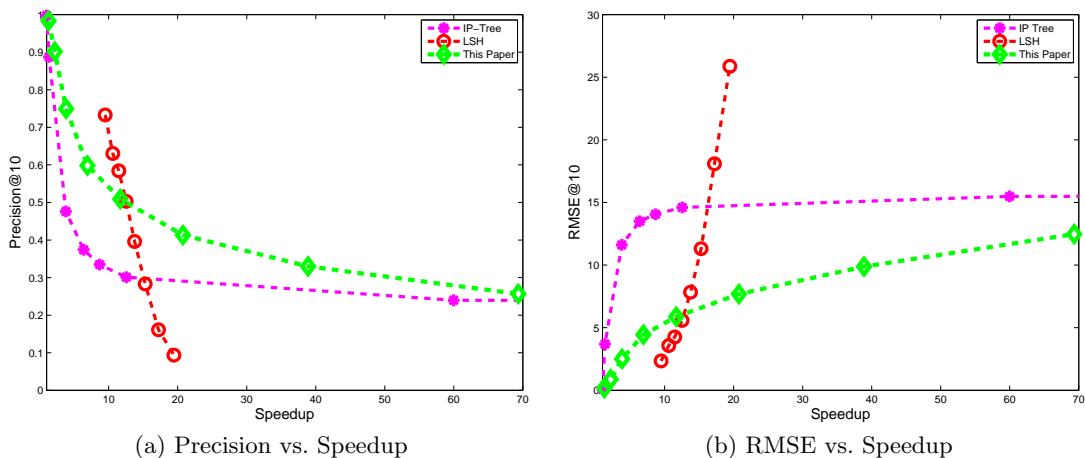 1
0.9
0.8
0.7
0.6
0.5
0.4
0.3
0.2
0.1
0
Precision@10
10 20 30 40 50 60 70
Speedup
IP-Tree
LSH
This Paper
(a) Precision vs. Speedup
30
25
20
15
10
5
0
RMSE@10
10 20 30 40 50 60 70
Speedup
IP Tree
LSH
This Paper
(b) RMSE vs. Speedup